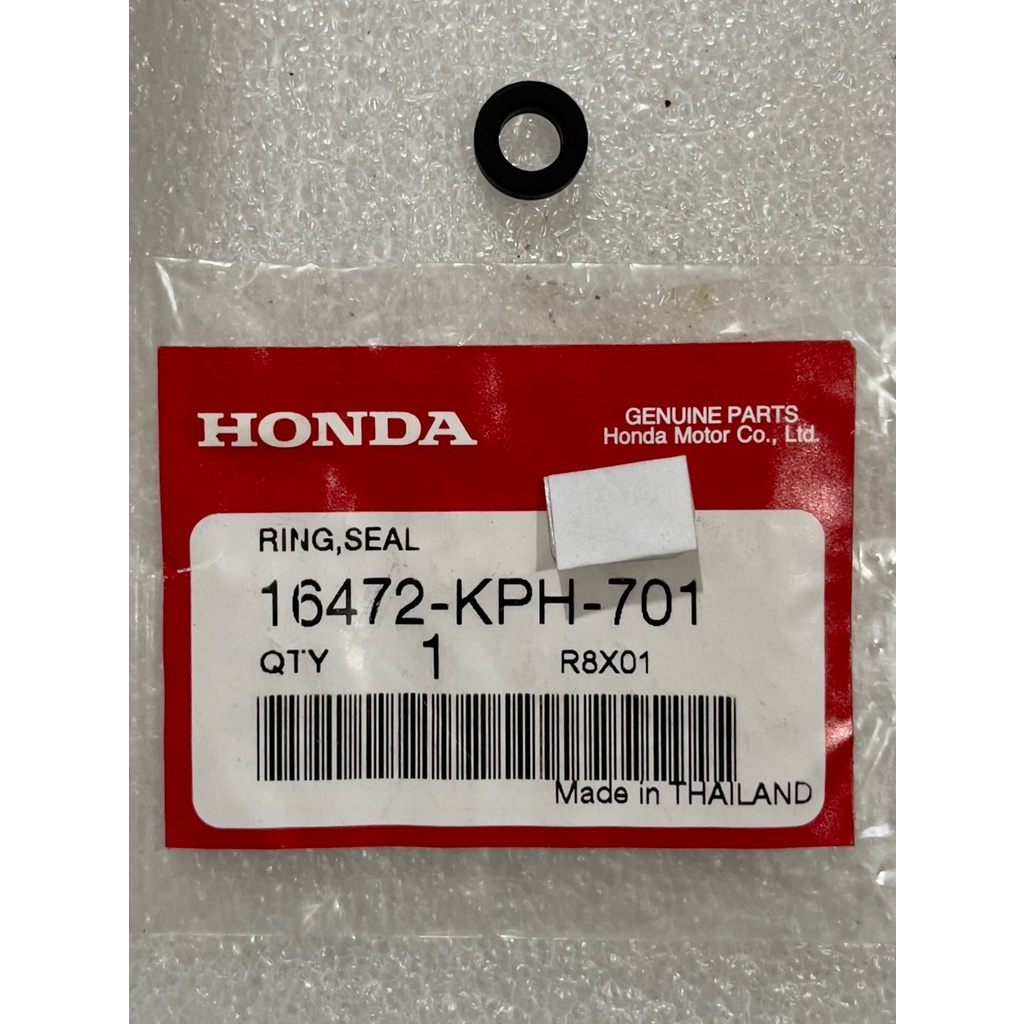 HONDA
GENUINE PARTS
Honda Motor Co., Ltd.
RING,SEAL
16472-KPH-701
QTY 1 R8X01
Made in THAILAND